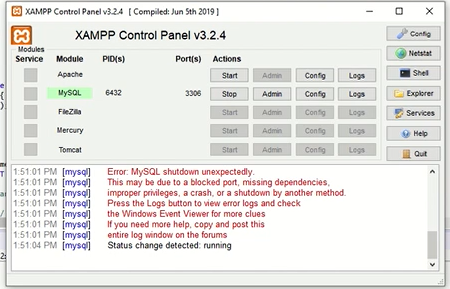 XAMPP Control Panel v3.2.4 [ Compiled: Jun 5th 2019 ]
XAMPP Control Panel v3.2.4
Config
Modules
Service Module PID(s) Port(s) Actions
Netstat
Apache Start Admin Config Logs
Shell
MySQL 6432 3306 Stop Admin Config Logs
Explorer
FileZilla Start Admin Config Logs
Services
Mercury Start Admin Config Logs
Help
Tomcat Start Admin Config Logs
Quit
1:51:01 PM [mysql] Error: MySQL shutdown unexpectedly.
1:51:01 PM [mysql] This may be due to a blocked port, missing dependencies,
1:51:01 PM [mysql] improper privileges, a crash, or a shutdown by another method.
1:51:01 PM [mysql] Press the Logs button to view error logs and check
1:51:01 PM [mysql] the Windows Event Viewer for more clues
1:51:01 PM [mysql] If you need more help, copy and post this
1:51:01 PM [mysql] entire log window on the forums
1:51:04 PM [mysql] Status change detected: running